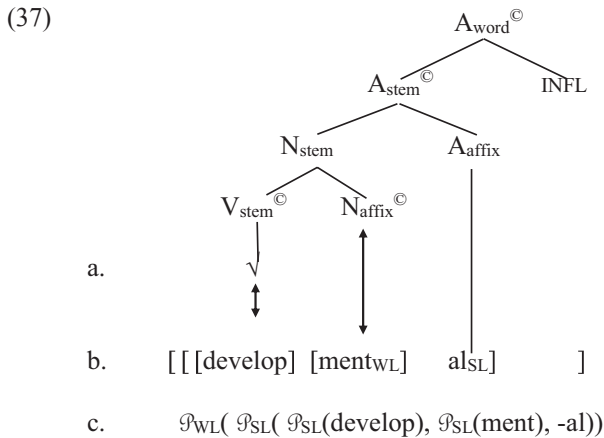 (37) A_word^©
A_stem^© INFL
N_stem A_affix
V_stem^© N_affix^©
a. √
b. [ [ [develop] [ment_WL] al_SL] ]
c. 𝒫_WL( 𝒫_SL( 𝒫_SL(develop), 𝒫_SL(ment), -al))